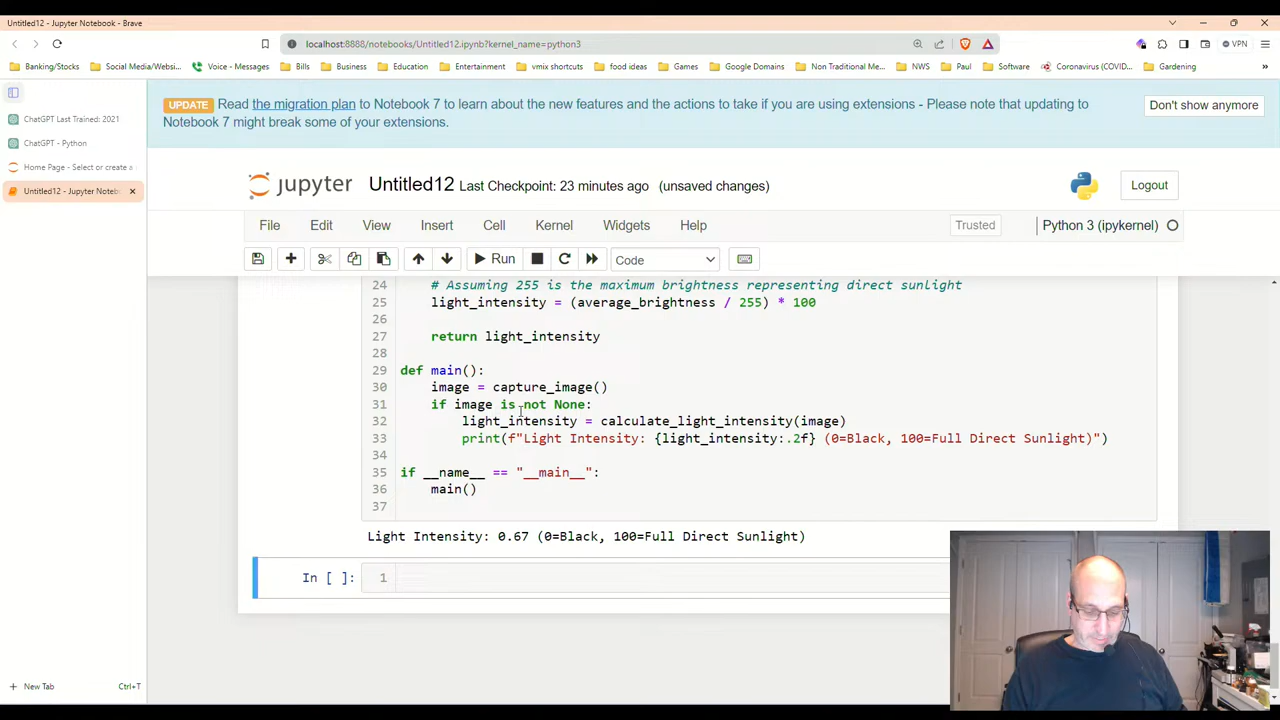 Untitled12 - Jupyter Notebook - Brave
localhost:8888/notebooks/Untitled12.ipynb?kernel_name=python3
VPN
Banking/Stocks
Social Media/Websi...
Voice - Messages
Bills
Business
Education
Entertainment
vmix shortcuts
food ideas
Games
Google Domains
Non Traditional Me...
NWS
Paul
Software
Coronavirus (COVID...
Gardening
ChatGPT Last Trained: 2021
ChatGPT - Python
Home Page - Select or create a
Untitled12 - Jupyter Noteb
New Tab
Ctrl+T
UPDATE Read the migration plan to Notebook 7 to learn about the new features and the actions to take if you are using extensions - Please note that updating to
Notebook 7 might break some of your extensions.
Don't show anymore
jupyter Untitled12 Last Checkpoint: 23 minutes ago (unsaved changes)
Logout
File Edit View Insert Cell Kernel Widgets Help
Trusted
Python 3 (ipykernel)
Run
Code
24 # Assuming 255 is the maximum brightness representing direct sunlight
25 light_intensity = (average_brightness / 255) * 100
26
27 return light_intensity
28
29 def main():
30 image = capture_image()
31 if image is not None:
32 light_intensity = calculate_light_intensity(image)
33 print(f"Light Intensity: {light_intensity:.2f} (0=Black, 100=Full Direct Sunlight)")
34
35 if __name__ == "__main__":
36 main()
37
Light Intensity: 0.67 (0=Black, 100=Full Direct Sunlight)
In [ ]: 1